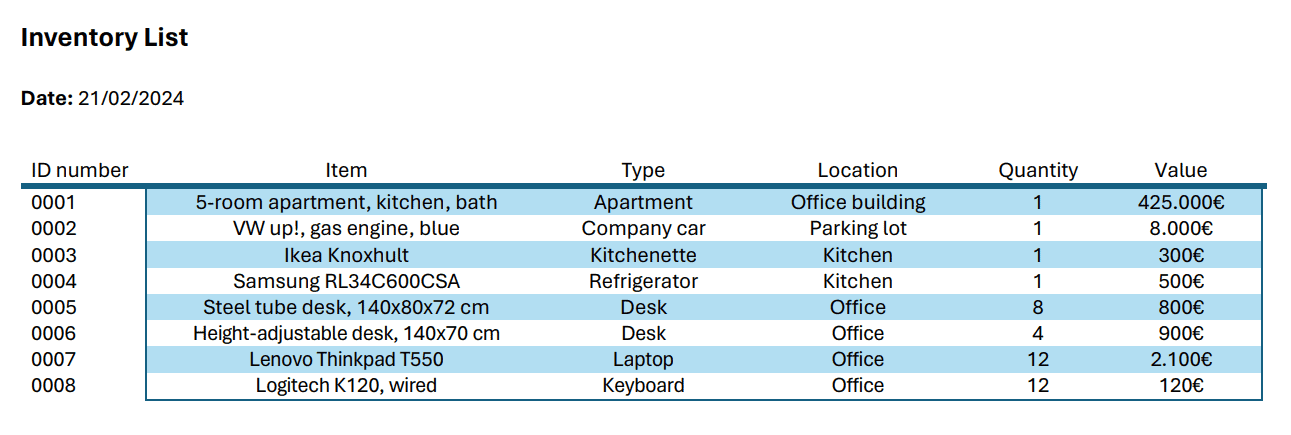 Inventory List
Date: 21/02/2024
ID number Item Type Location Quantity Value
0001 5-room apartment, kitchen, bath Apartment Office building 1 425.000€
0002 VW up!, gas engine, blue Company car Parking lot 1 8.000€
0003 Ikea Knoxhult Kitchenette Kitchen 1 300€
0004 Samsung RL34C600CSA Refrigerator Kitchen 1 500€
0005 Steel tube desk, 140x80x72 cm Desk Office 8 800€
0006 Height-adjustable desk, 140x70 cm Desk Office 4 900€
0007 Lenovo Thinkpad T550 Laptop Office 12 2.100€
0008 Logitech K120, wired Keyboard Office 12 120€